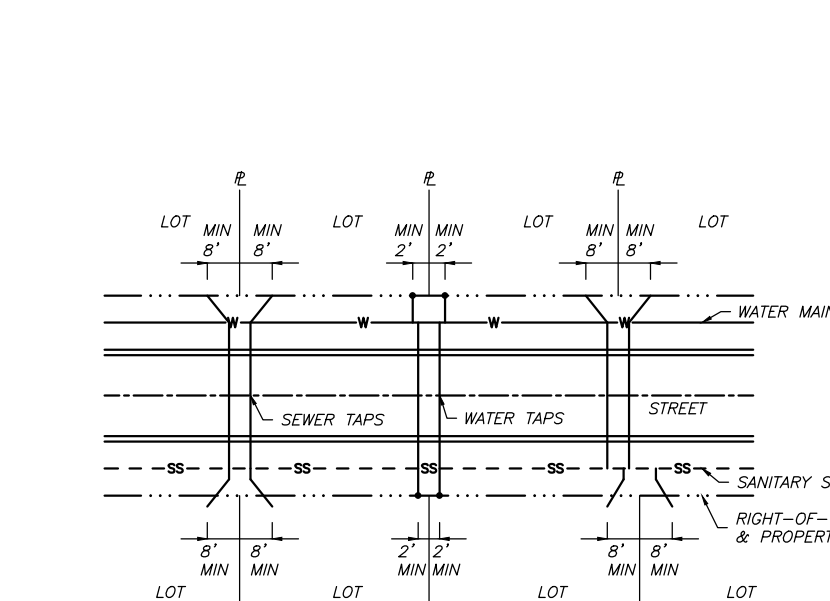 PL PL PL
LOT LOT LOT LOT
MIN MIN MIN MIN MIN MIN
8' 8' 2' 2' 8' 8'
W W W W
WATER MAIN
SEWER TAPS
WATER TAPS
STREET
SS SS SS SS SS
SANITARY S
RIGHT-OF-
& PROPERT
8' 8' 2' 2' 8' 8'
MIN MIN MIN MIN MIN MIN
LOT LOT LOT LOT